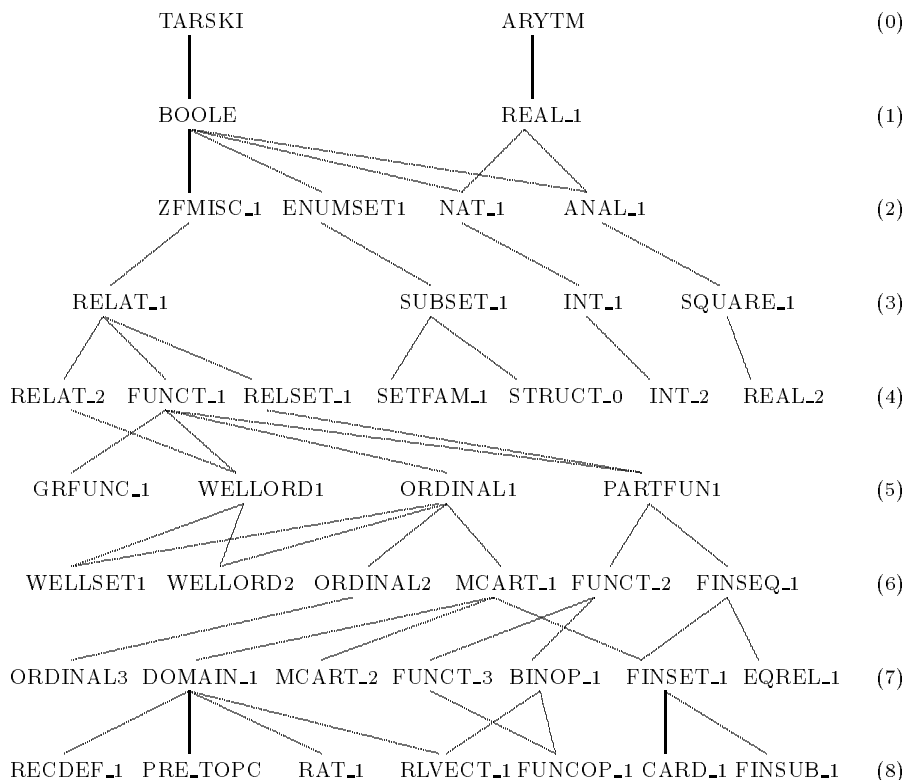 TARSKI ARYTM (0)
BOOLE REAL_1 (1)
ZFMISC_1 ENUMSET1 NAT_1 ANAL_1 (2)
RELAT_1 SUBSET_1 INT_1 SQUARE_1 (3)
RELAT_2 FUNCT_1 RELSET_1 SETFAM_1 STRUCT_0 INT_2 REAL_2 (4)
GRFUNC_1 WELLORD1 ORDINAL1 PARTFUN1 (5)
WELLSET1 WELLORD2 ORDINAL2 MCART_1 FUNCT_2 FINSEQ_1 (6)
ORDINAL3 DOMAIN_1 MCART_2 FUNCT_3 BINOP_1 FINSET_1 EQREL_1 (7)
RECDEF_1 PRE_TOPC RAT_1 RLVECT_1 FUNCOP_1 CARD_1 FINSUB_1 (8)